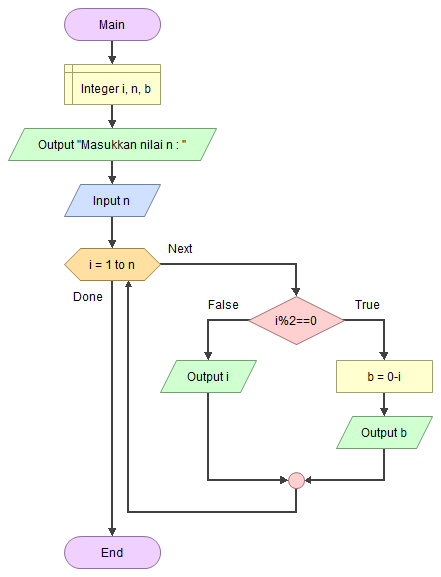 Main
Integer i, n, b
Output "Masukkan nilai n : "
Input n
i = 1 to n
Next
Done
False
i%2==0
True
Output i
b = 0-i
Output b
End